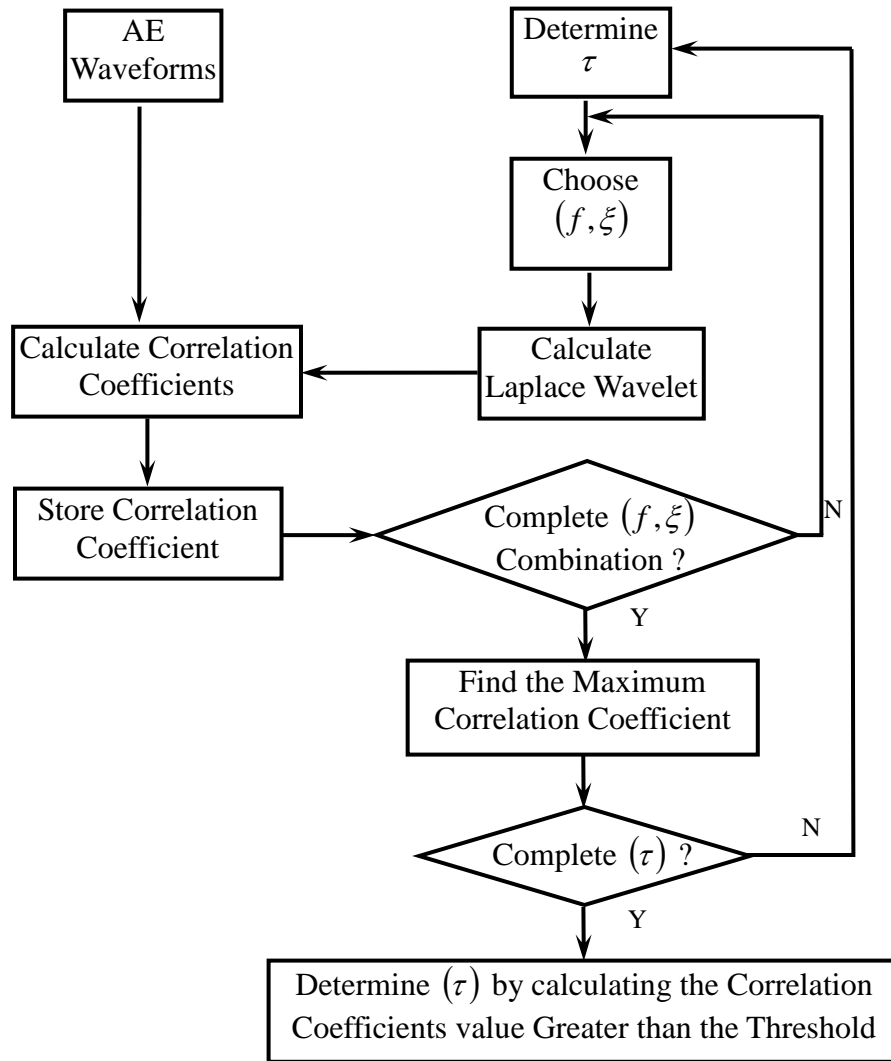 AE
Waveforms
Determine
τ
Choose
(f, ξ)
Calculate Correlation
Coefficients
Calculate
Laplace Wavelet
Store Correlation
Coefficient
Complete (f, ξ)
Combination ?
N
Y
Find the Maximum
Correlation Coefficient
Complete (τ) ?
N
Y
Determine (τ) by calculating the Correlation
Coefficients value Greater than the Threshold